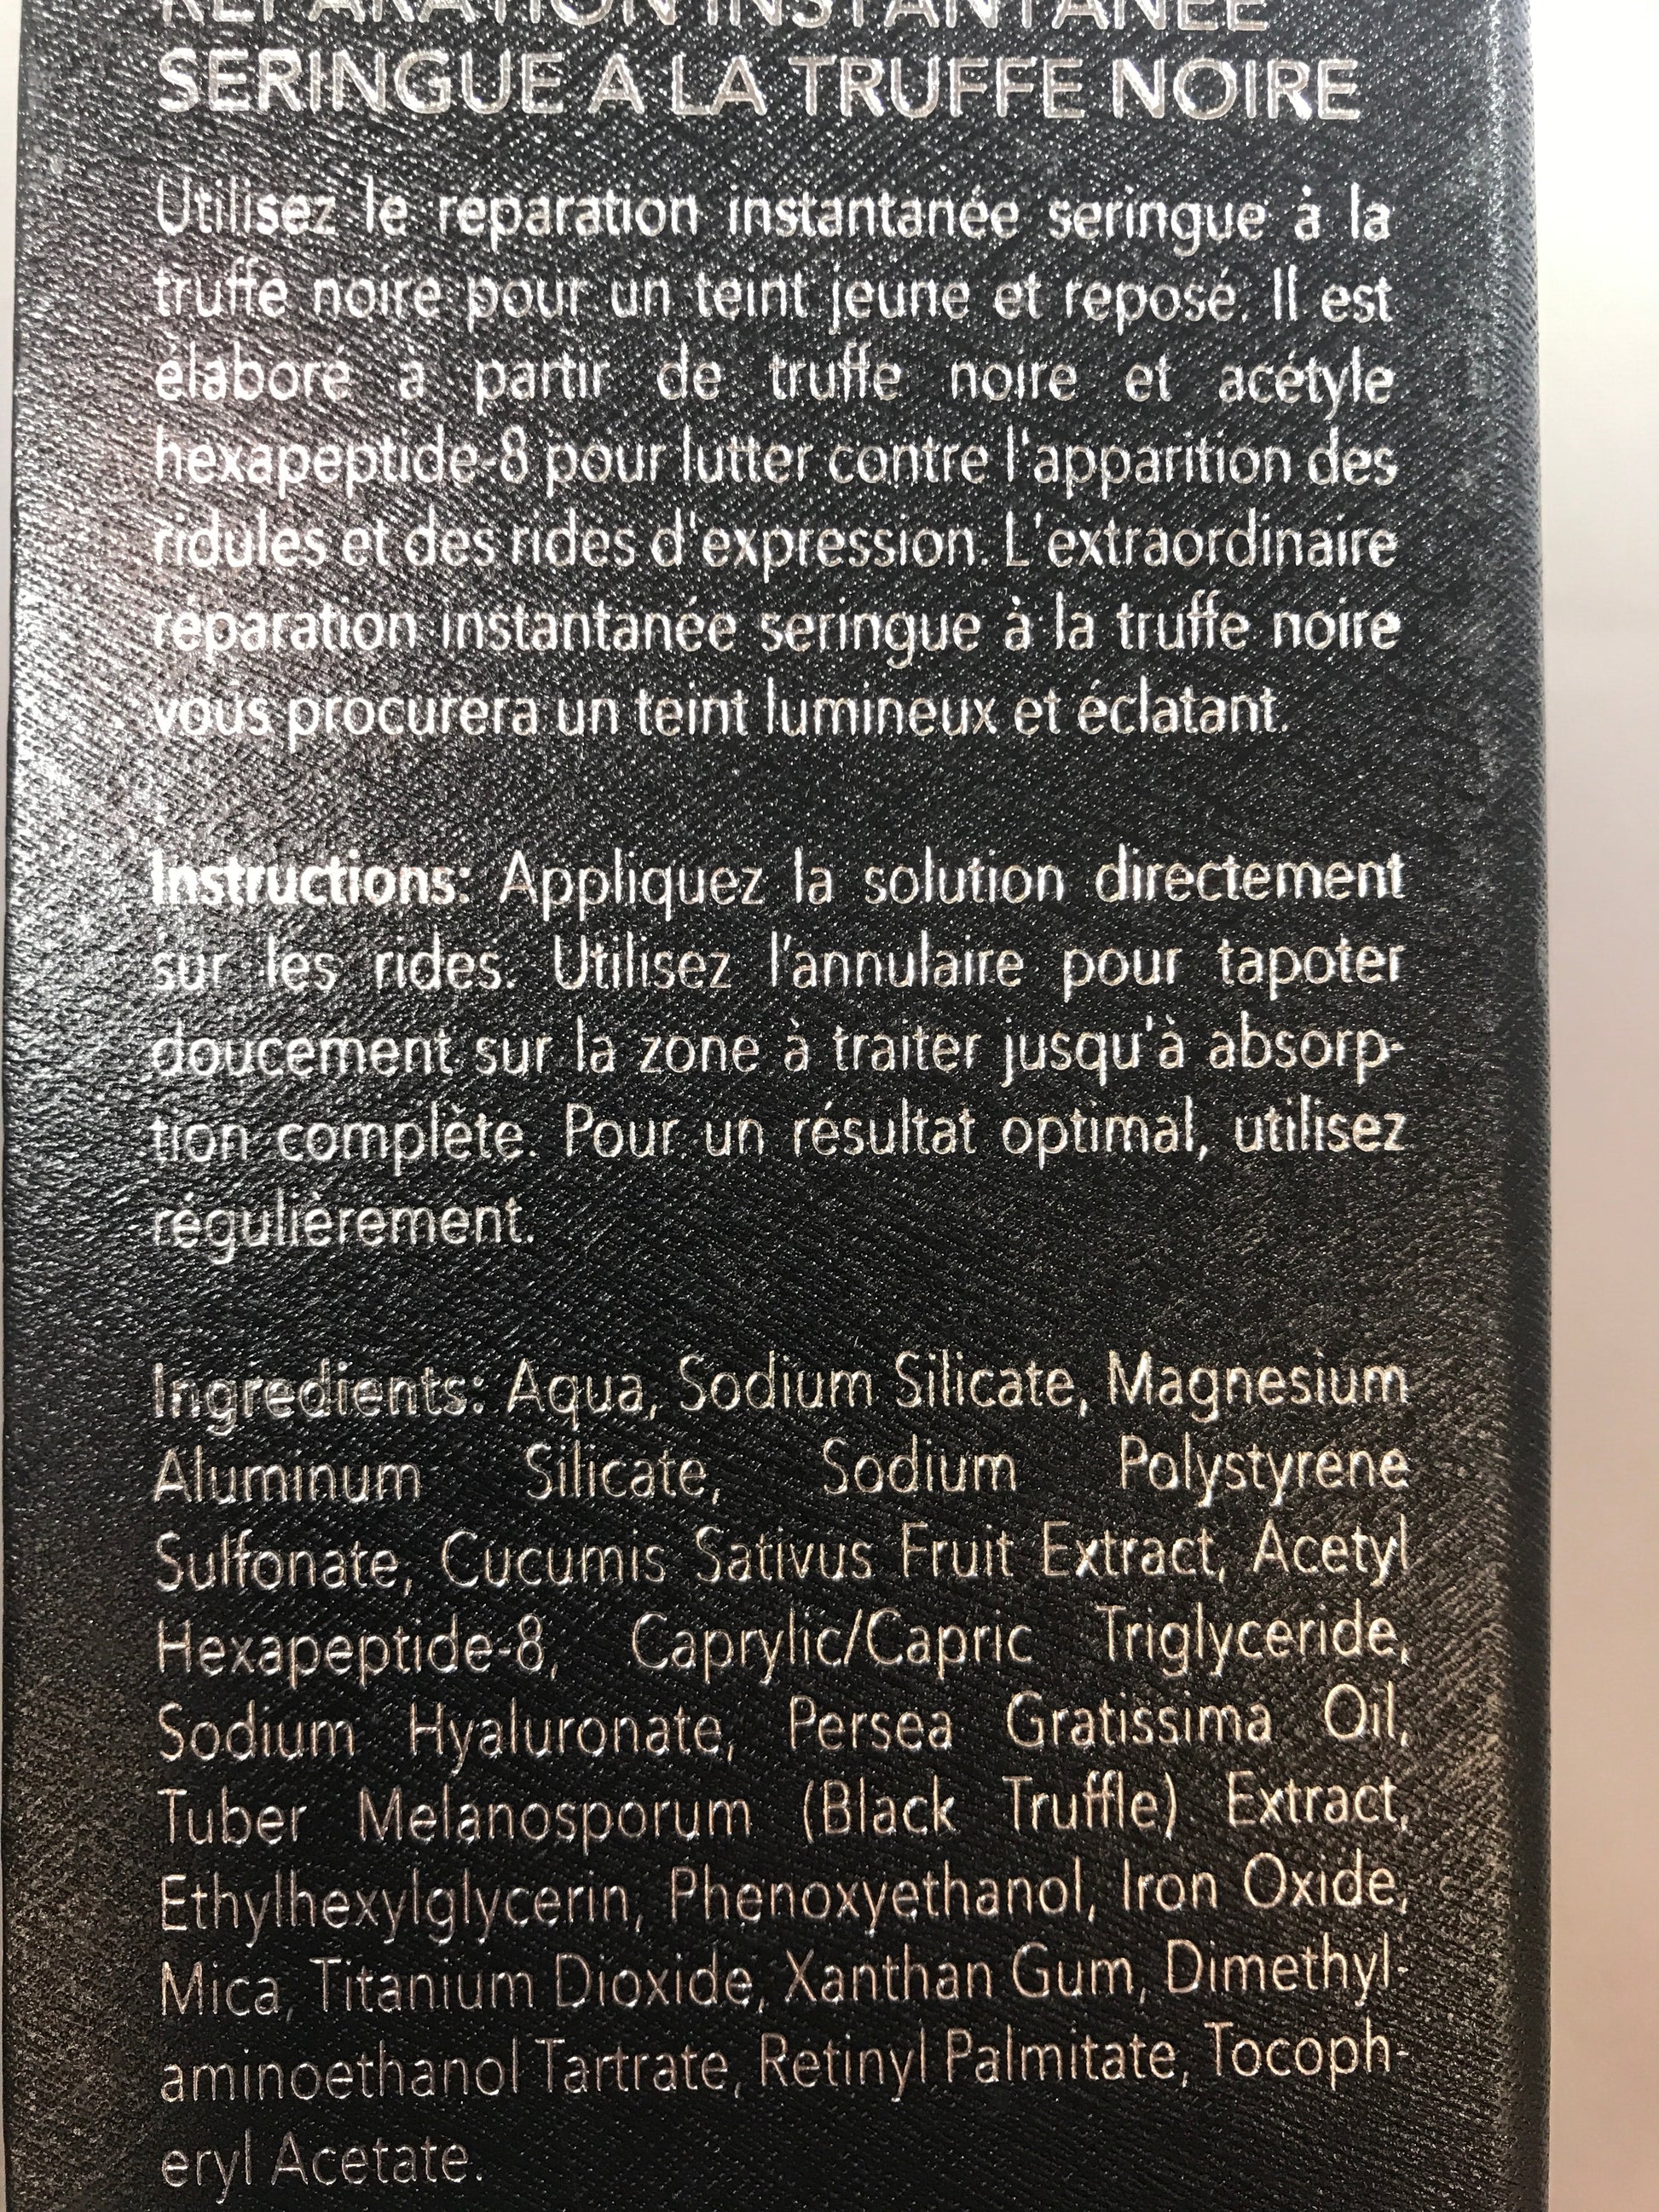 RÉPARATION INSTANTANÉE
SERINGUE A LA TRUFFE NOIRE
Utilisez le réparation instantanée seringue à la
truffe noire pour un teint jeune et reposé. Il est
élaboré à partir de truffe noire et acétyle
hexapeptide-8 pour lutter contre l'apparition des
ridules et des rides d'expression. L'extraordinaire
réparation instantanée seringue à la truffe noire
vous procurera un teint lumineux et éclatant.
Instructions: Appliquez la solution directement
sur les rides. Utilisez l'annulaire pour tapoter
doucement sur la zone à traiter jusqu'à absorp-
tion complète. Pour un résultat optimal, utilisez
régulièrement.
Ingredients: Aqua, Sodium Silicate, Magnesium
Aluminum Silicate, Sodium Polystyrene
Sulfonate, Cucumis Sativus Fruit Extract, Acetyl
Hexapeptide-8, Caprylic/Capric Triglyceride,
Sodium Hyaluronate, Persea Gratissima Oil,
Tuber Melanosporum (Black Truffle) Extract,
Ethylhexylglycerin, Phenoxyethanol, Iron Oxide,
Mica, Titanium Dioxide, Xanthan Gum, Dimethyl-
aminoethanol Tartrate, Retinyl Palmitate, Tocoph-
eryl Acetate.